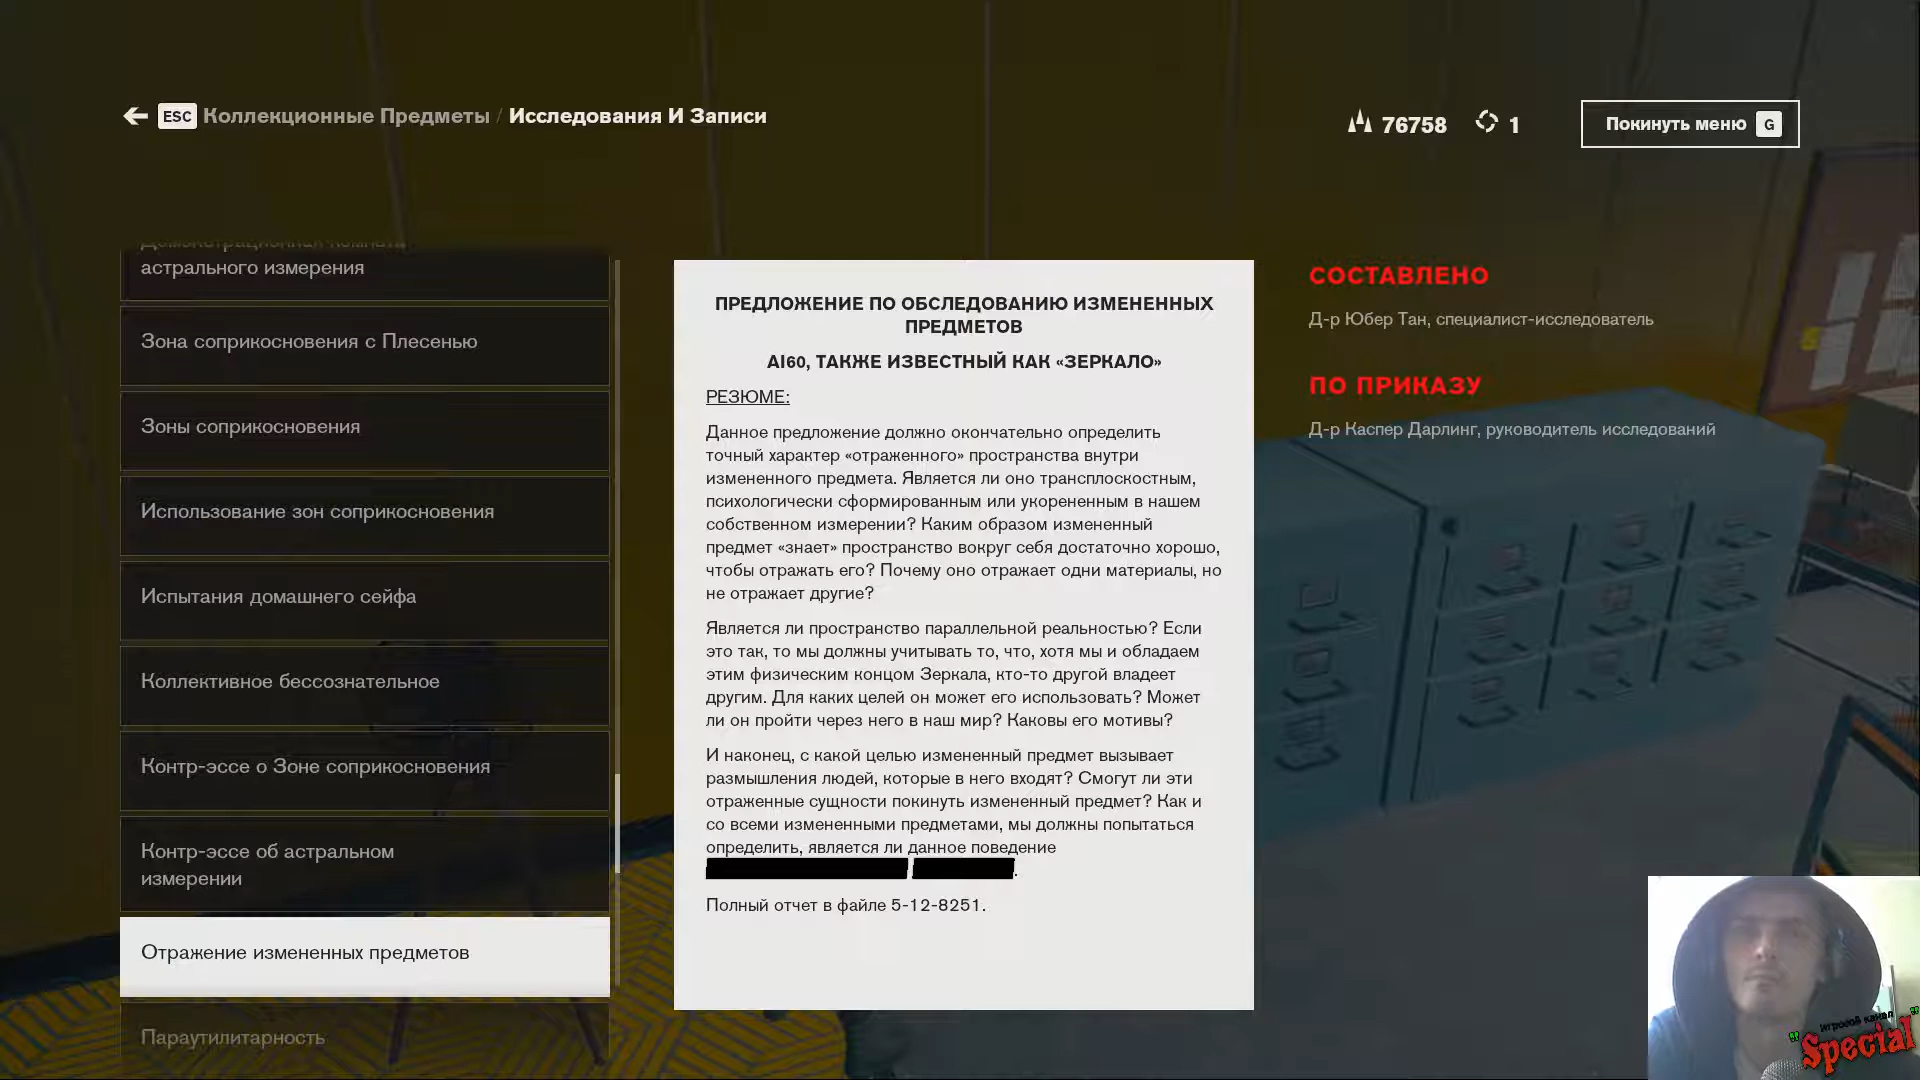 ESC Коллекционные Предметы / Исследования И Записи
76758 1
Покинуть меню G
астрального измерения
Зона соприкосновения с Плесенью
Зоны соприкосновения
Использование зон соприкосновения
Испытания домашнего сейфа
Коллективное бессознательное
Контр-эссе о Зоне соприкосновения
Контр-эссе об астральном
измерении
Отражение измененных предметов
Параутилитарность
ПРЕДЛОЖЕНИЕ ПО ОБСЛЕДОВАНИЮ ИЗМЕНЕННЫХ
ПРЕДМЕТОВ
AI60, ТАКЖЕ ИЗВЕСТНЫЙ КАК «ЗЕРКАЛО»
РЕЗЮМЕ:
Данное предложение должно окончательно определить
точный характер «отраженного» пространства внутри
измененного предмета. Является ли оно трансплоскостным,
психологически сформированным или укорененным в нашем
собственном измерении? Каким образом измененный
предмет «знает» пространство вокруг себя достаточно хорошо,
чтобы отражать его? Почему оно отражает одни материалы, но
не отражает другие?
Является ли пространство параллельной реальностью? Если
это так, то мы должны учитывать то, что, хотя мы и обладаем
этим физическим концом Зеркала, кто-то другой владеет
другим. Для каких целей он может его использовать? Может
ли он пройти через него в наш мир? Каковы его мотивы?
И наконец, с какой целью измененный предмет вызывает
размышления людей, которые в него входят? Смогут ли эти
отраженные сущности покинуть измененный предмет? Как и
со всеми измененными предметами, мы должны попытаться
определить, является ли данное поведение
.
Полный отчет в файле 5-12-8251.
СОСТАВЛЕНО
Д-р Юбер Тан, специалист-исследователь
ПО ПРИКАЗУ
Д-р Каспер Дарлинг, руководитель исследований
игровой канал
"Special"